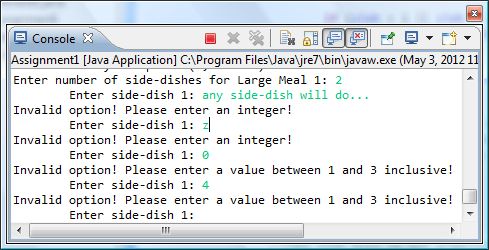 Console
Assignment1 [Java Application] C:\Program Files\Java\jre7\bin\javaw.exe (May 3, 2012 11
Enter number of side-dishes for Large Meal 1: 2
Enter side-dish 1: any side-dish will do...
Invalid option! Please enter an integer!
Enter side-dish 1: z
Invalid option! Please enter an integer!
Enter side-dish 1: 0
Invalid option! Please enter a value between 1 and 3 inclusive!
Enter side-dish 1: 4
Invalid option! Please enter a value between 1 and 3 inclusive!
Enter side-dish 1: